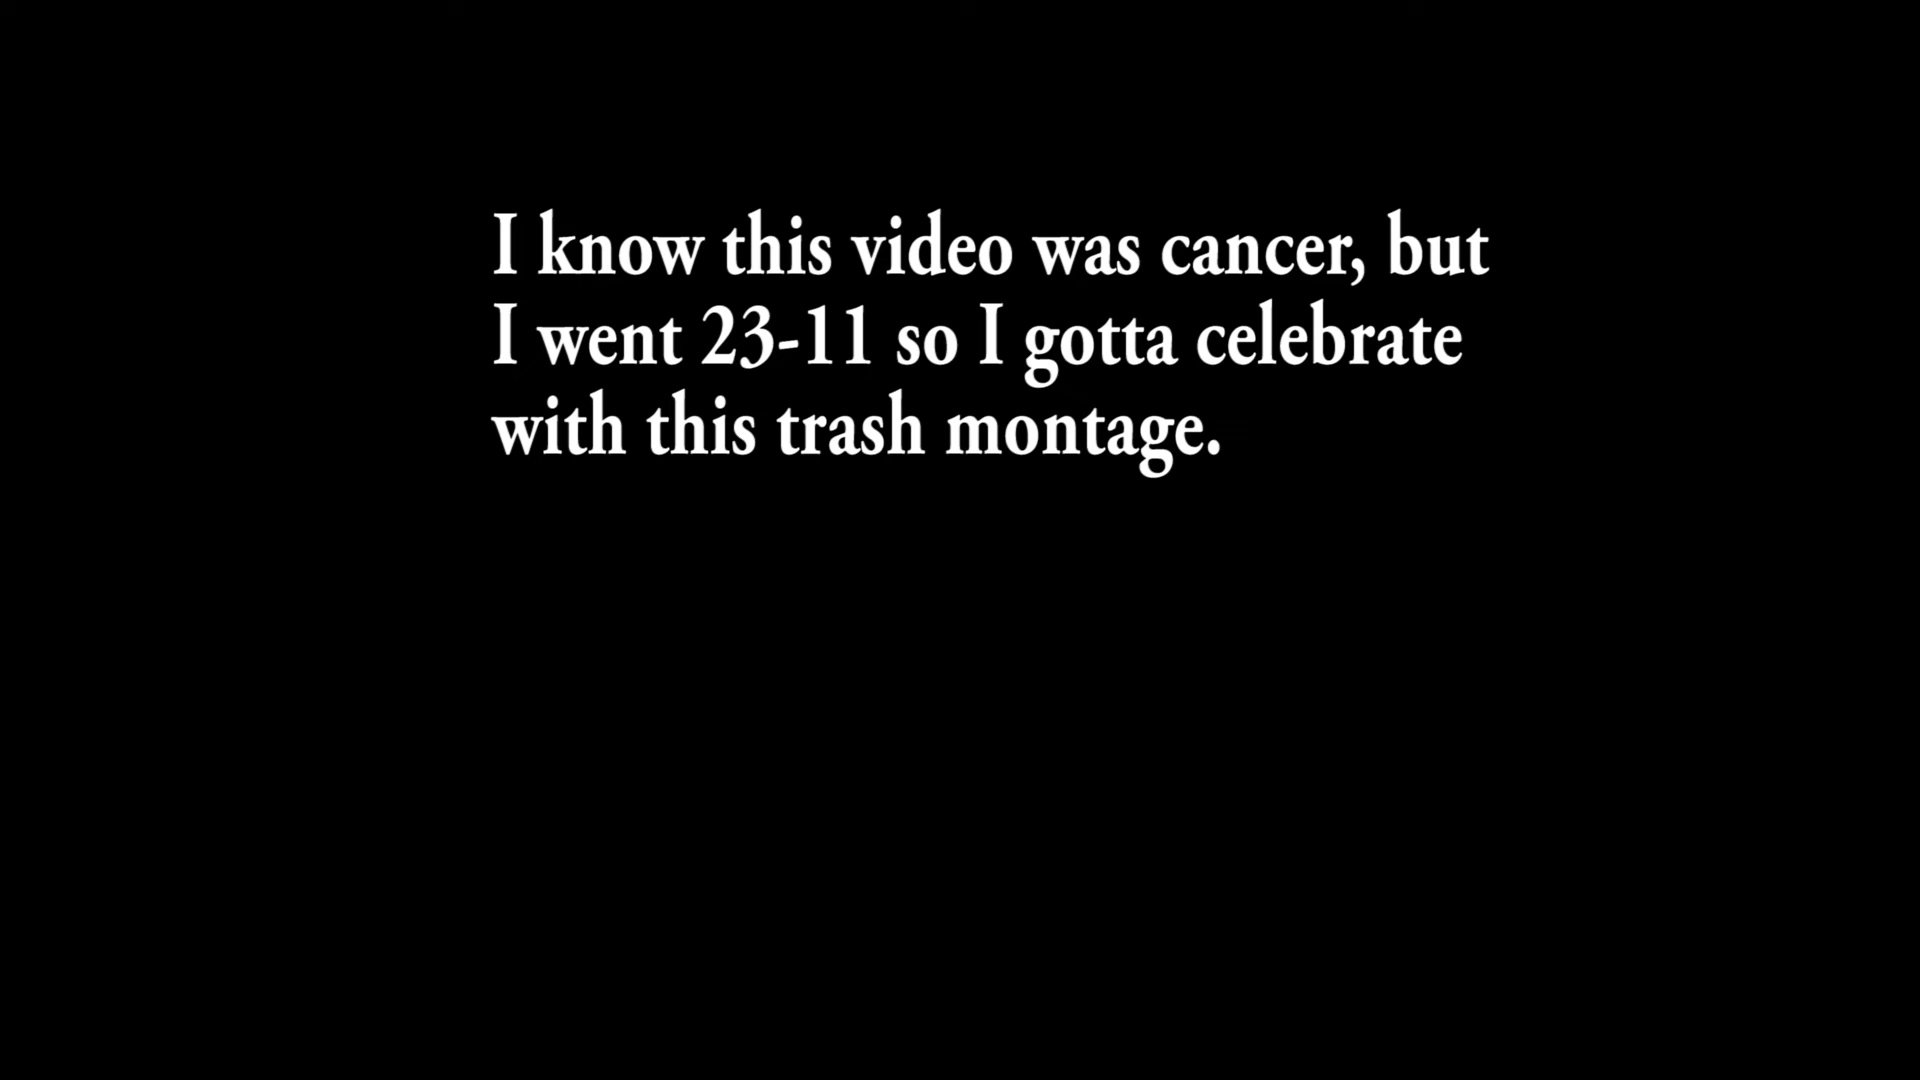 I know this video was cancer, but
I went 23-11 so I gotta celebrate
with this trash montage.